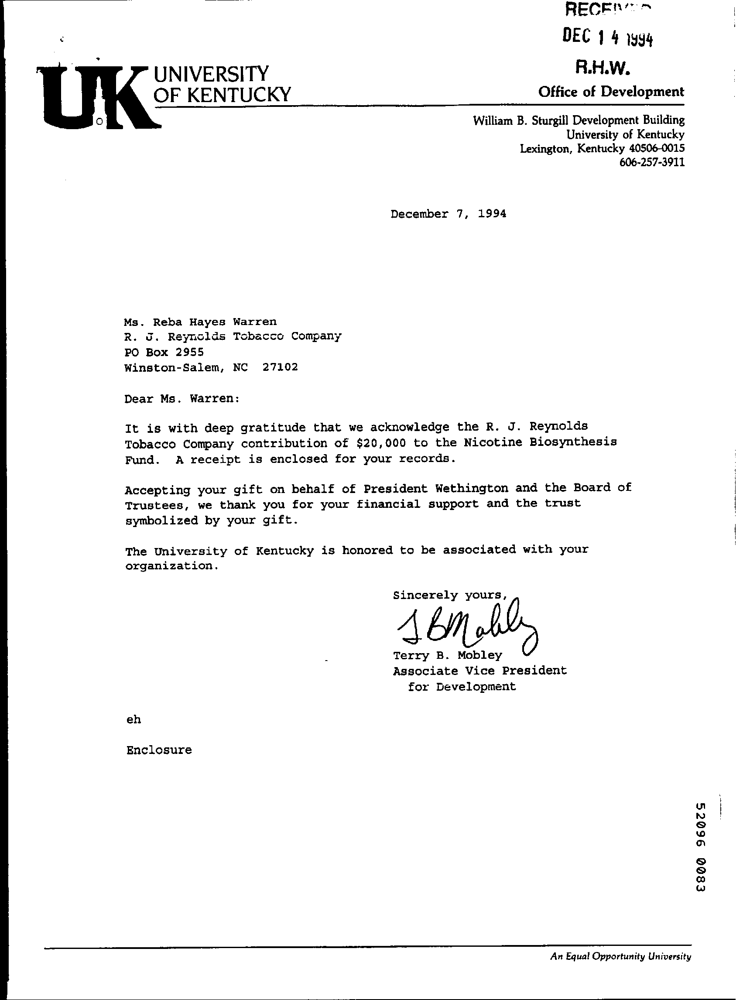 DEC 14 1994
R.H.W.
UK UNIVERSITY
OF KENTUCKY
Office of Development
William B. Sturgill Development Building
University of Kentucky
Lexington, Kentucky 40506-0015
606-257-3911
December 7, 1994
Ms. Reba Hayes Warren
R. J. Reynolds Tobacco Company
PO Box 2955
Winston-Salem, NC 27102
Dear Ms. Warren:
It is with deep gratitude that we acknowledge the R. J. Reynolds
Tobacco Company contribution of $20,000 to the Nicotine Biosynthesis
Fund. A receipt is enclosed for your records.
Accepting your gift on behalf of President Wethington and the Board of
Trustees, we thank you for your financial support and the trust
symbolized by your gift.
The University of Kentucky is honored to be associated with your
organization.
Sincerely yours,
TBMobley
Terry B. Mobley
Associate Vice President
for Development
eh
Enclosure
52096 0083
An Equal Opportunity University